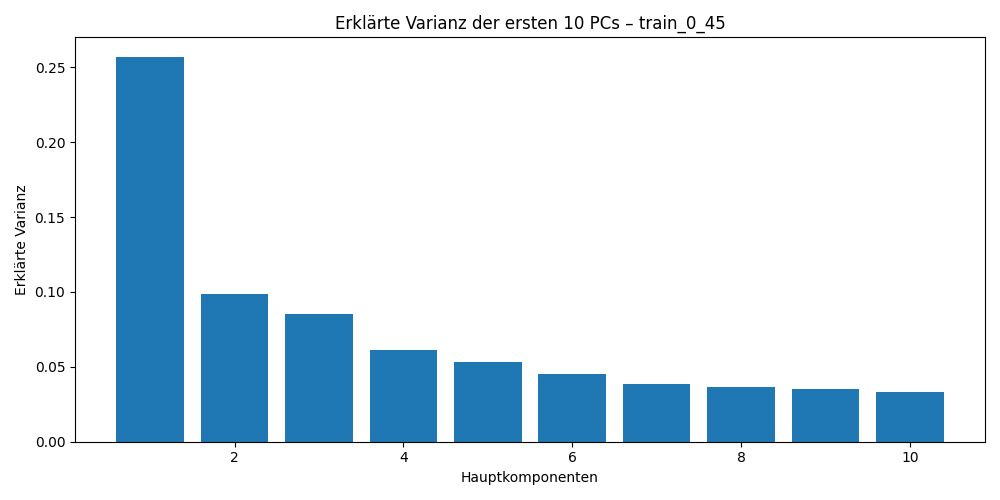 Erklärte Varianz der ersten 10 PCs – train_0_45
Erklärte Varianz
0.25
0.20
0.15
0.10
0.05
0.00
2 4 6 8 10
Hauptkomponenten